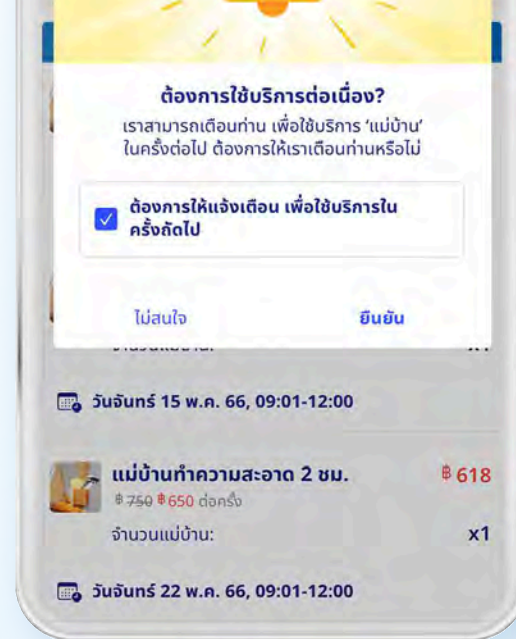 ต้องการใช้บริการต่อเนื่อง?
เราสามารถเตือนท่าน เพื่อใช้บริการ ‘แม่บ้าน’
ในครั้งต่อไป ต้องการให้เราเตือนท่านหรือไม่
ต้องการให้แจ้งเตือน เพื่อใช้บริการใน
ครั้งถัดไป
ไม่สนใจ ยืนยัน
วันจันทร์ 15 พ.ค. 66, 09:01-12:00
แม่บ้านทำความสะอาด 2 ชม. ฿ 618
฿ 750 ฿ 650 ต่อครั้ง
จำนวนแม่บ้าน: x1
วันจันทร์ 22 พ.ค. 66, 09:01-12:00